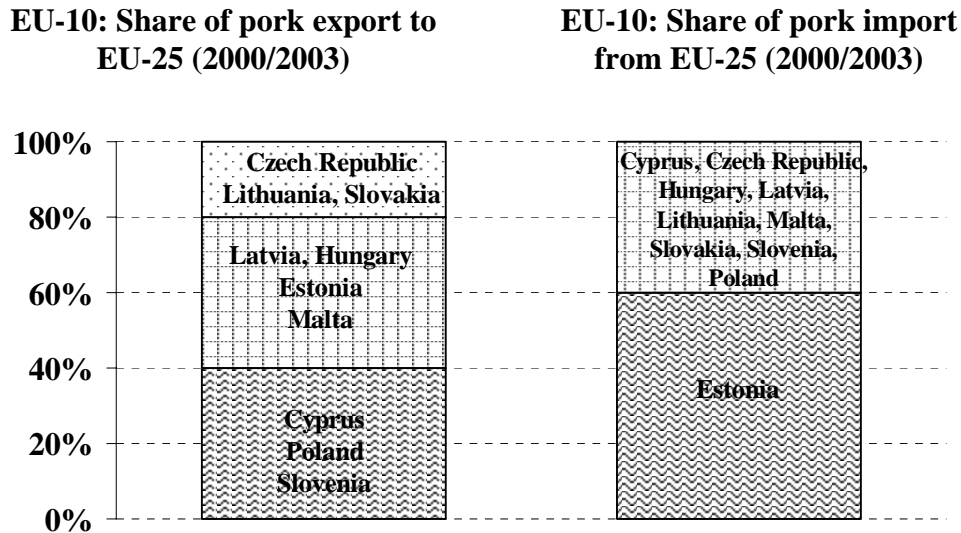 EU-10: Share of pork export to
EU-25 (2000/2003)
EU-10: Share of pork import
from EU-25 (2000/2003)
100%
80%
60%
40%
20%
0%
Czech Republic
Lithuania, Slovakia
Latvia, Hungary
Estonia
Malta
Cyprus
Poland
Slovenia
Cyprus, Czech Republic,
Hungary, Latvia,
Lithuania, Malta,
Slovakia, Slovenia,
Poland
Estonia